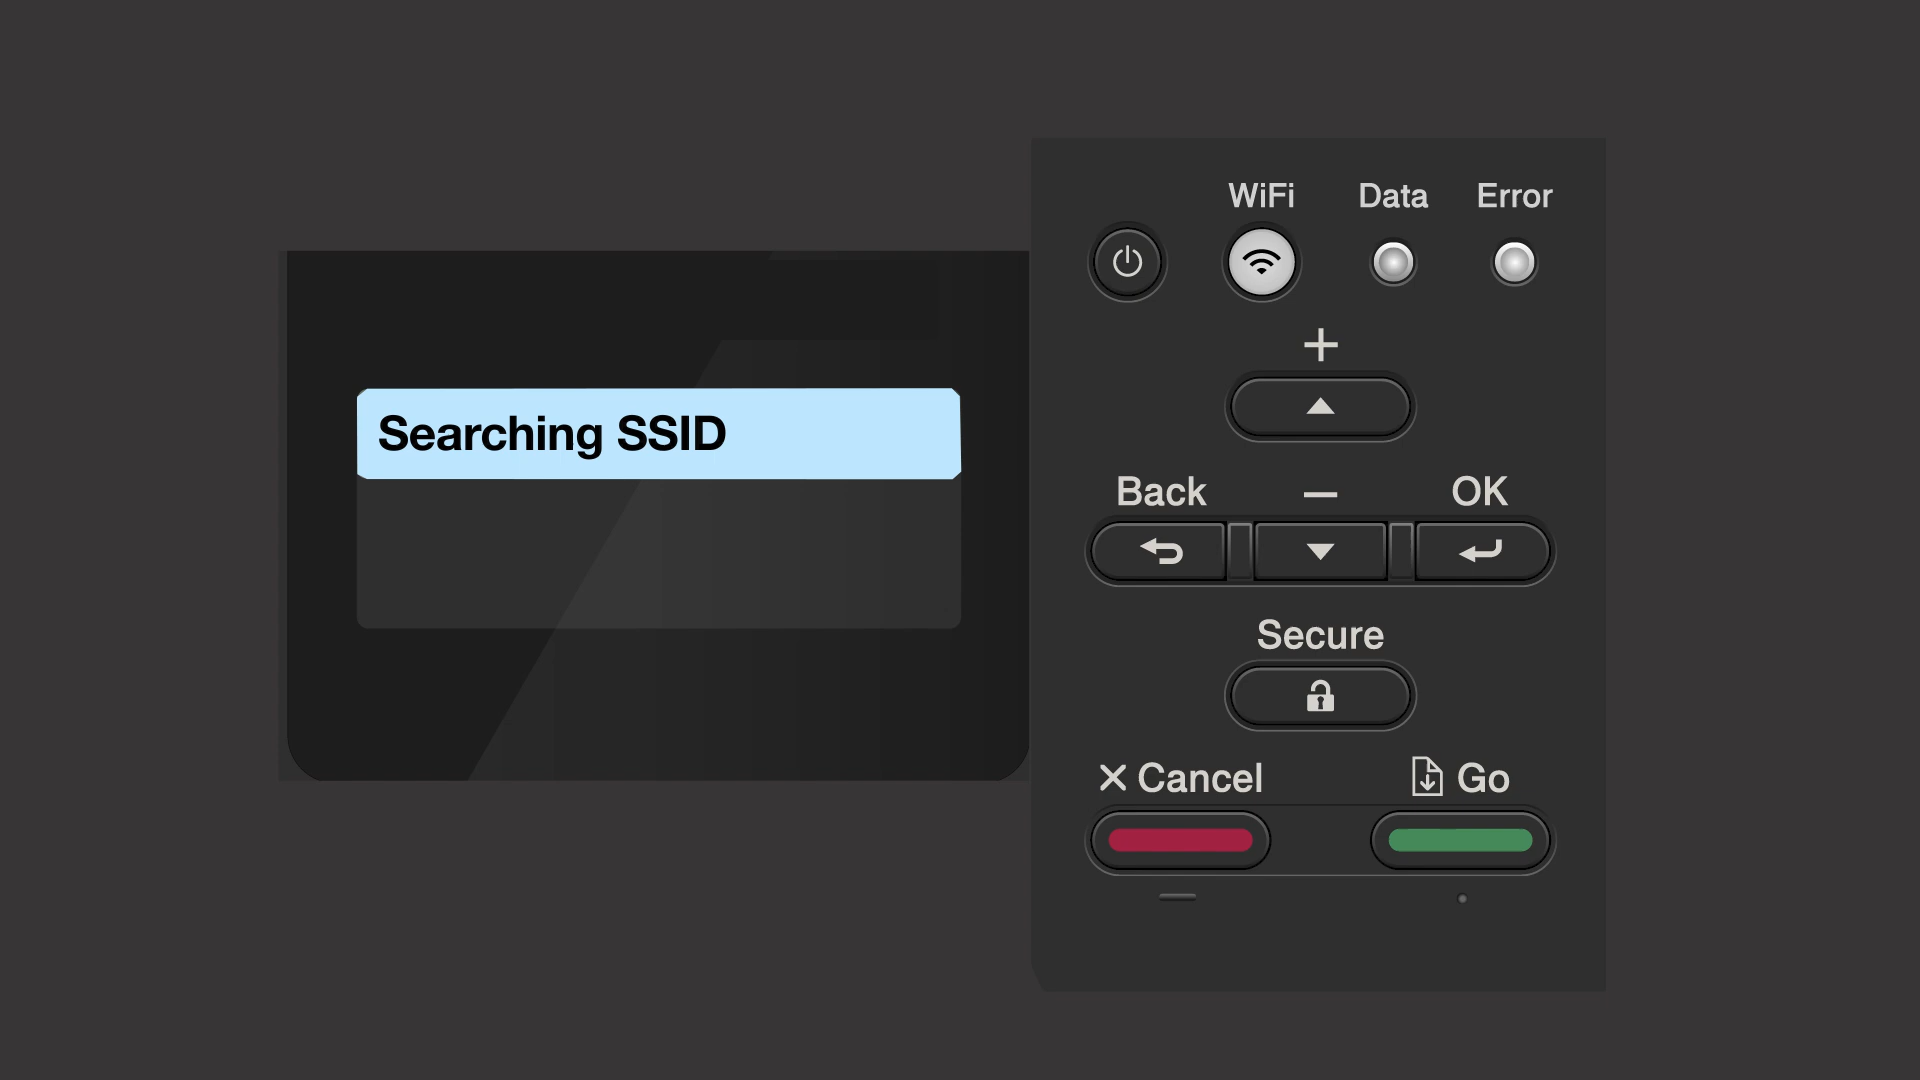 Searching SSID
WiFi Data Error
+
Back – OK
Secure
✕ Cancel Go